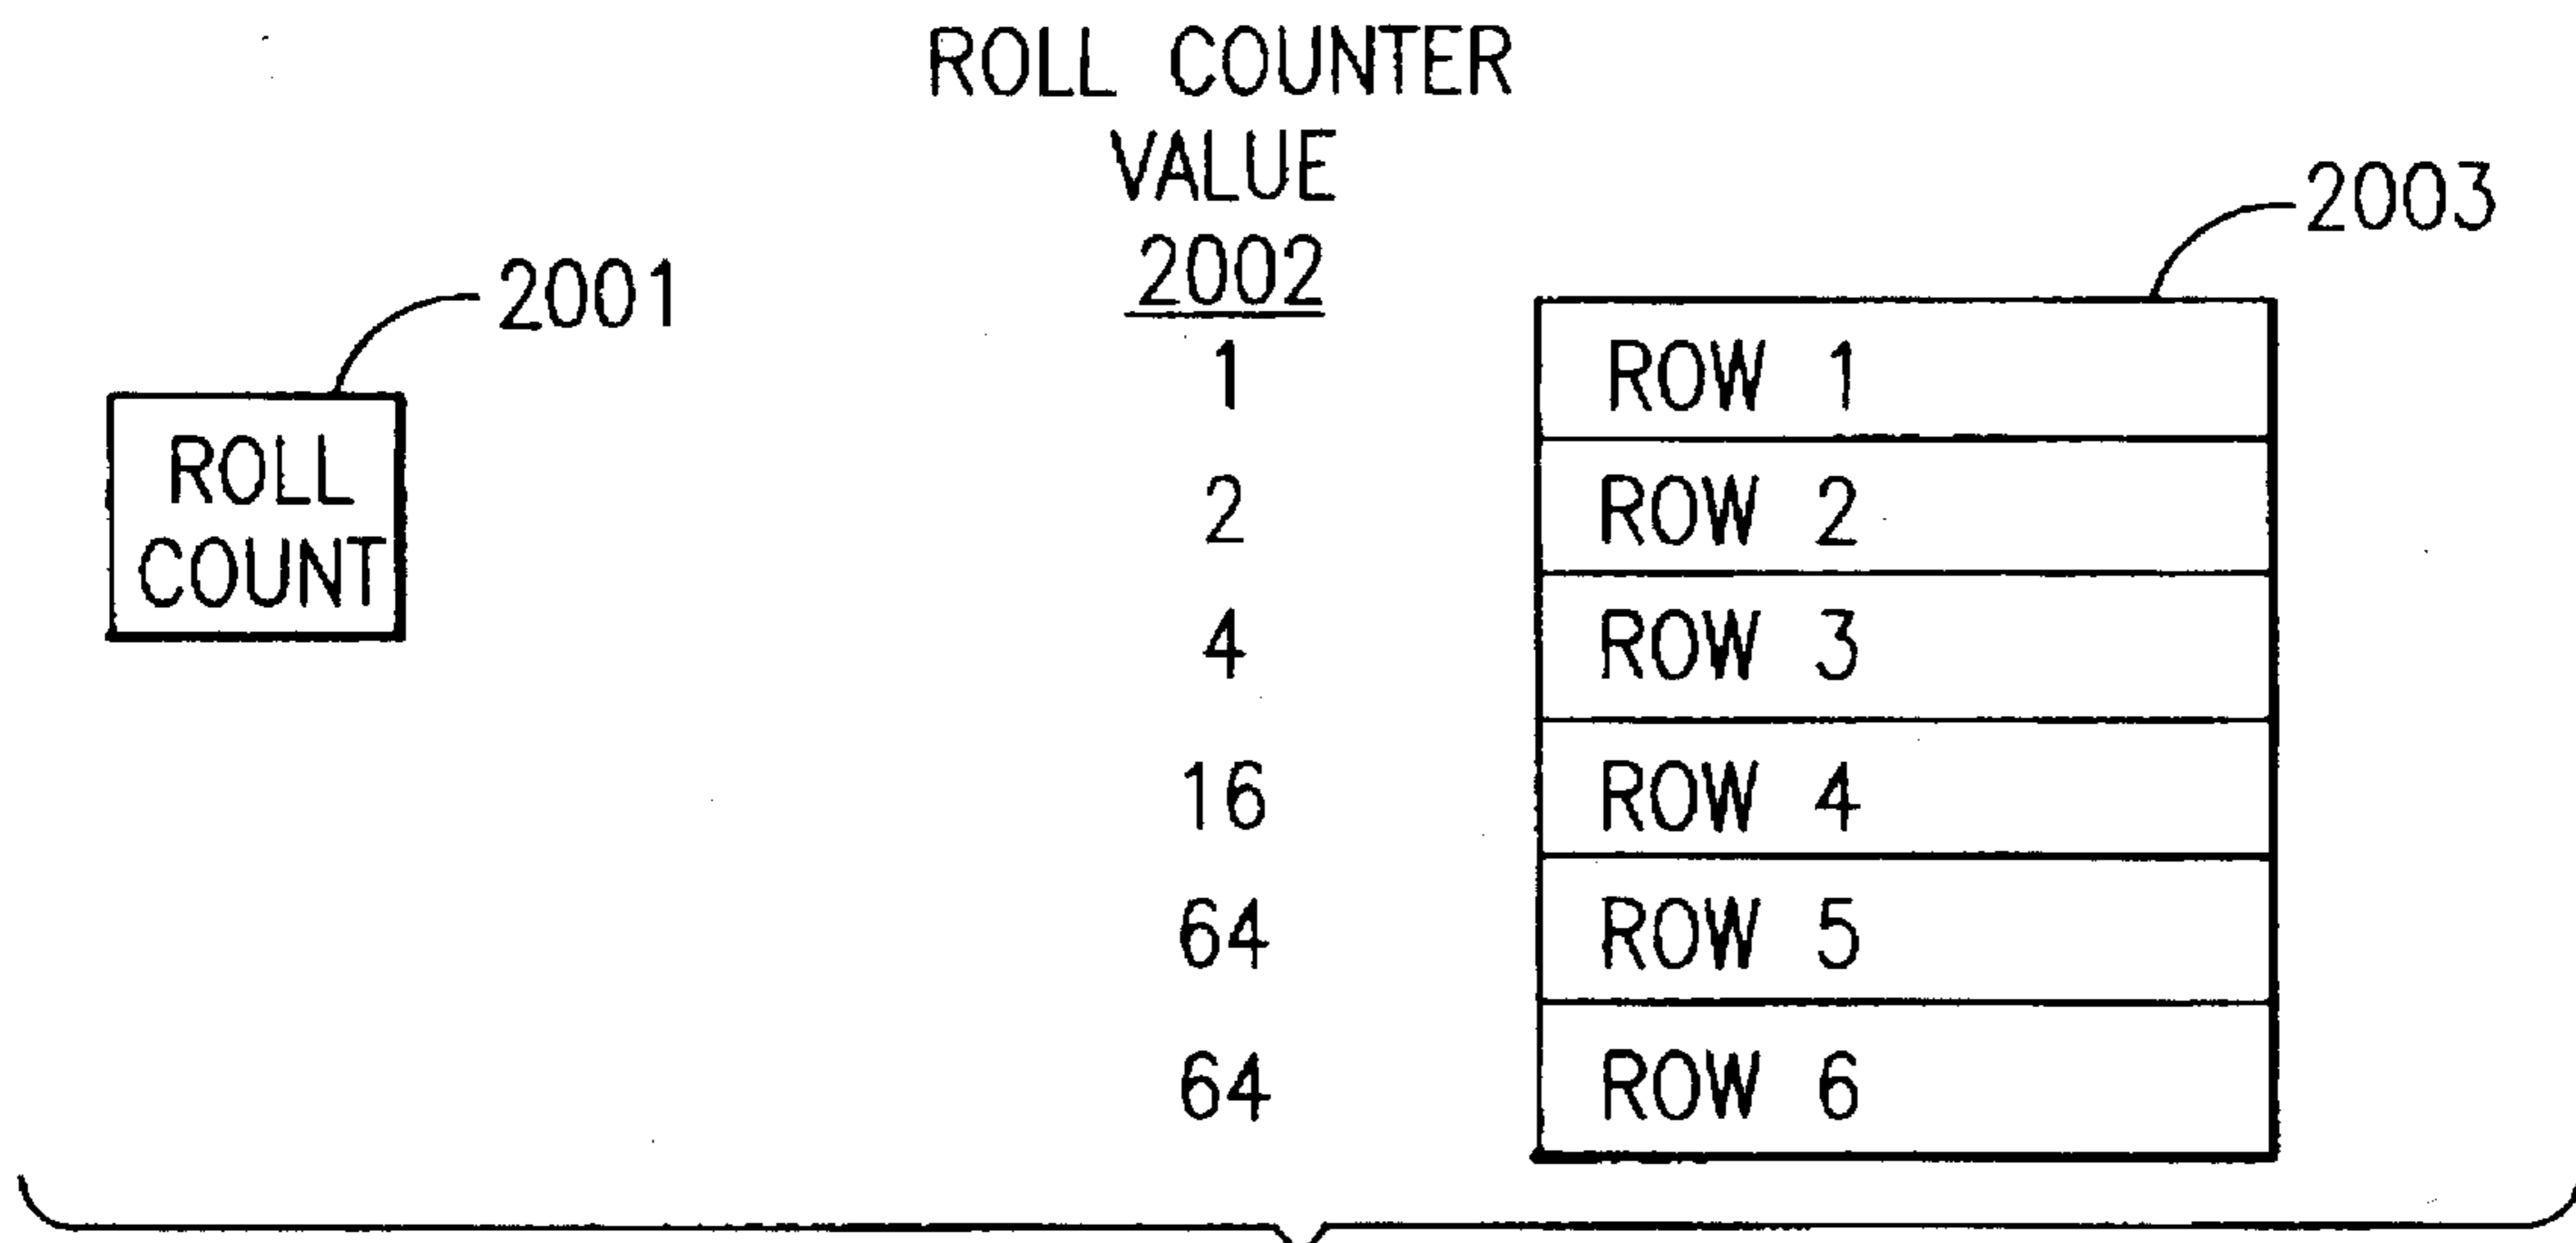 ROLL COUNTER
VALUE
2002
2003
2001
ROLL
COUNT
1
ROW 1
2
ROW 2
4
ROW 3
16
ROW 4
64
ROW 5
64
ROW 6